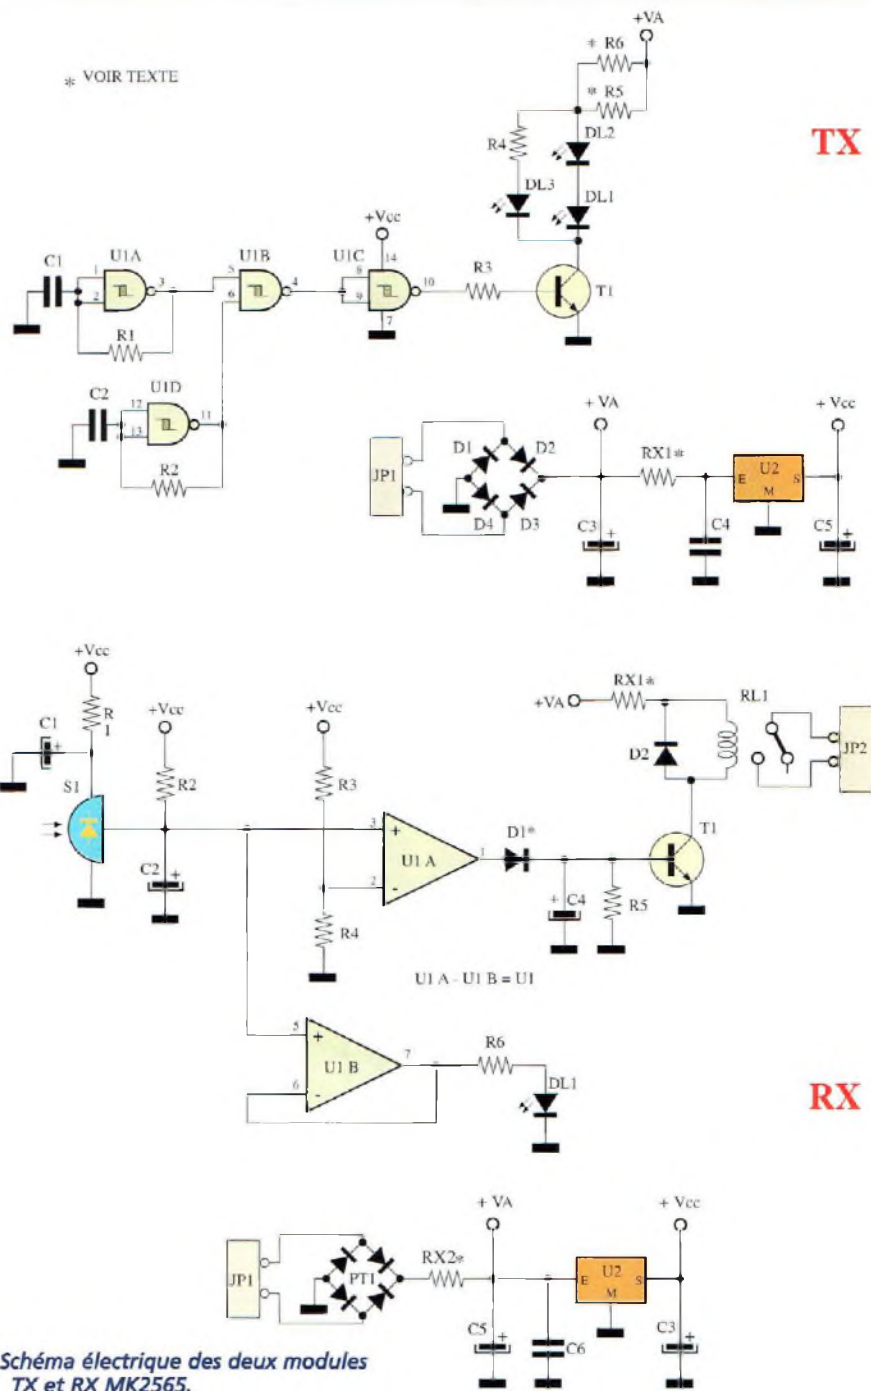 +VA
* R6
* VOIR TEXTE
* R5
DL2
TX
R4
DL3
DL1
+Vcc
C1
U1A
U1B
U1C
14
1
2
3
5
6
4
8
9
10
7
R3
T1
R1
C2
U1D
12
13
11
R2
+ VA
+ Vcc
JP1
D1
D2
D4
D3
RX1*
U2
E
S
M
C3
+
C4
C5
+
+Vcc
R
1
C1
+
+Vcc
+Vcc
+VA
RX1*
RL1
D2
JP2
S1
R2
R3
3
+
U1 A
1
2
-
D1*
T1
C2
+
R4
+
C4
R5
U1 A - U1 B = U1
5
+
U1 B
7
6
-
R6
DL1
RX
+ VA
+Vcc
JP1
PT1
RX2*
U2
E
S
M
C5
+
C6
C3
+
Schéma électrique des deux modules
TX et RX MK2565.